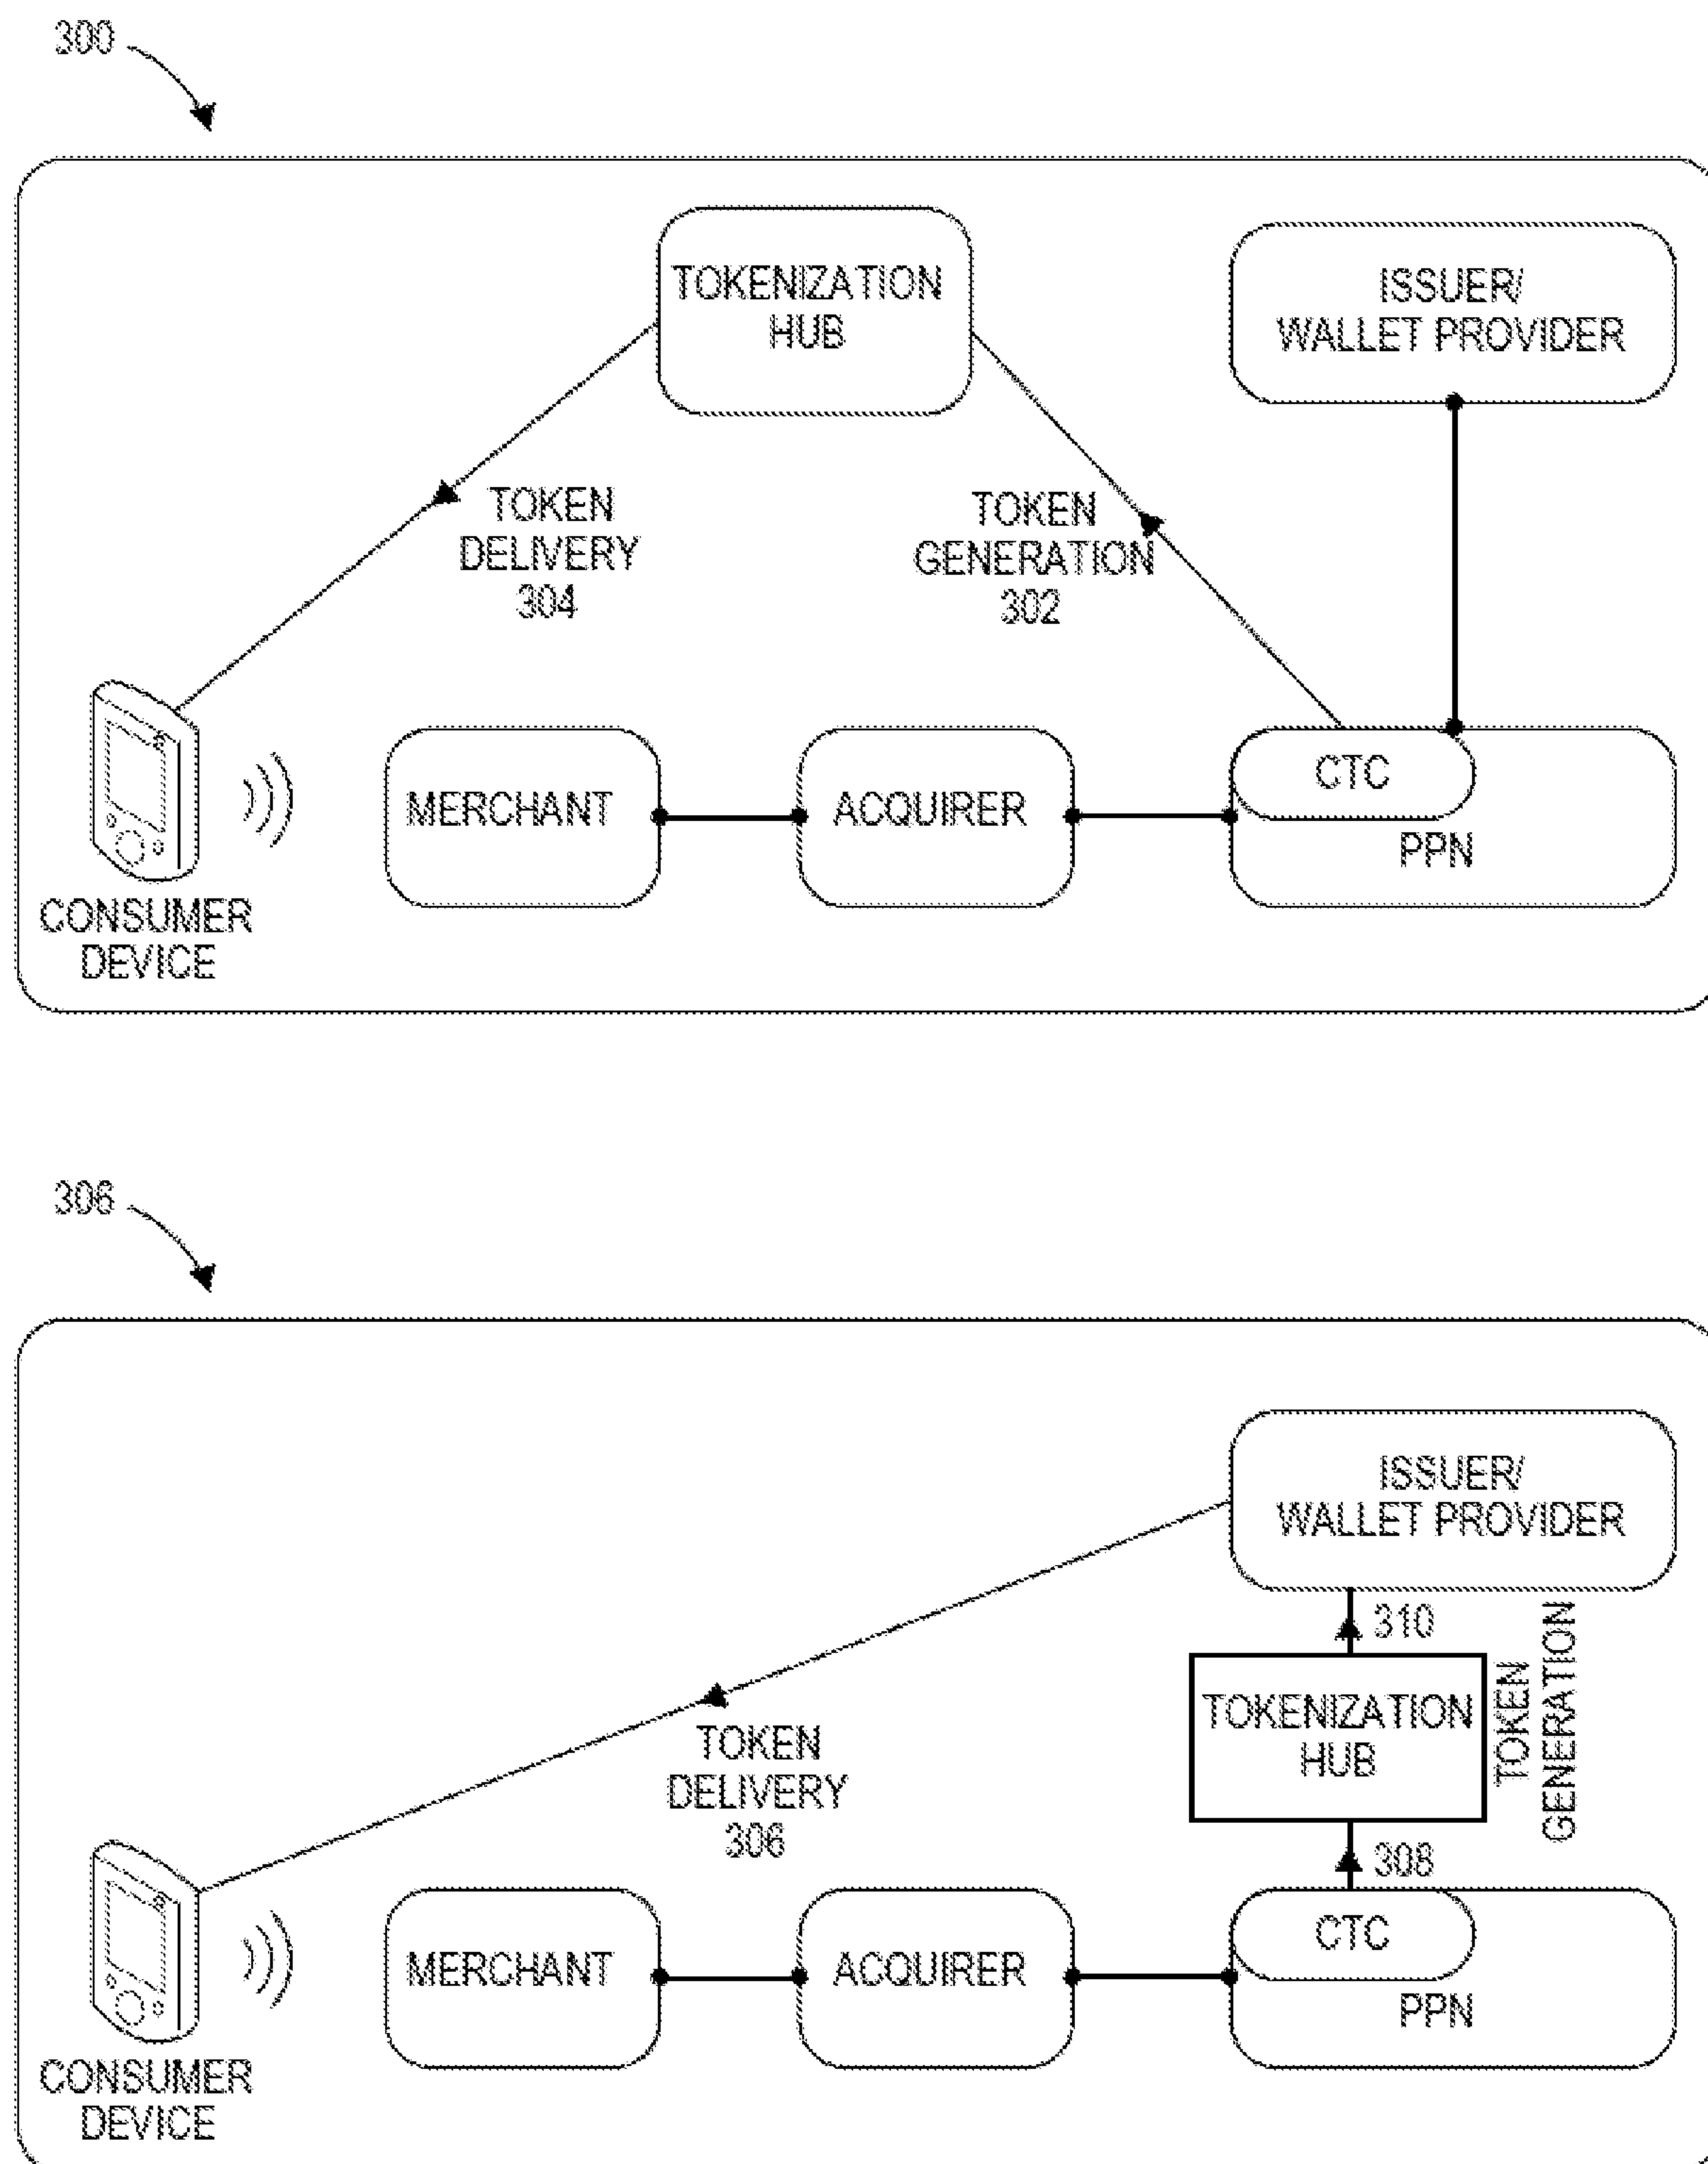 300
TOKENIZATION
HUB
ISSUER/
WALLET PROVIDER
TOKEN
DELIVERY
304
TOKEN
GENERATION
302
MERCHANT
ACQUIRER
CTC
PPN
CONSUMER
DEVICE
306
ISSUER/
WALLET PROVIDER
310
TOKENIZATION
HUB
TOKEN
GENERATION
TOKEN
DELIVERY
306
308
MERCHANT
ACQUIRER
CTC
PPN
CONSUMER
DEVICE